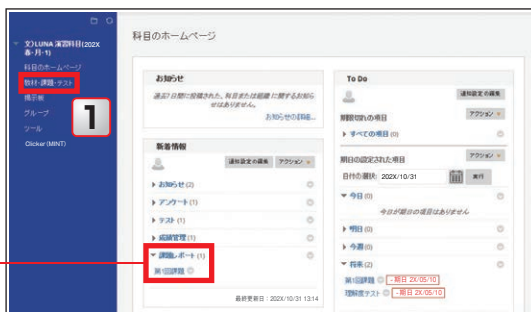 文)LUNA 演習科目(202X
春・月・1)
科目のホームページ
教材・課題・テスト
掲示板
グループ
ツール
Clicker (MINT)
1
科目のホームページ
お知らせ
過去7日間に投稿された、科目または組織に関するお知ら
せはありません。
お知らせの詳細...
新着情報
通知設定の編集
アクション
お知らせ (2)
アンケート (1)
テスト (1)
成績管理 (1)
課題レポート (1)
第1回課題
最終更新日 : 202X/10/31 13:14
To Do
通知設定の編集
期限切れの項目
アクション
すべての項目 (0)
期日の設定された項目
アクション
日付の選択: 202X/10/31
実行
今日 (0)
今日が期日の項目はありません
明日 (0)
今週 (0)
将来 (2)
第1回課題 - 期日 2X/05/10
理解度テスト - 期日 2X/05/10